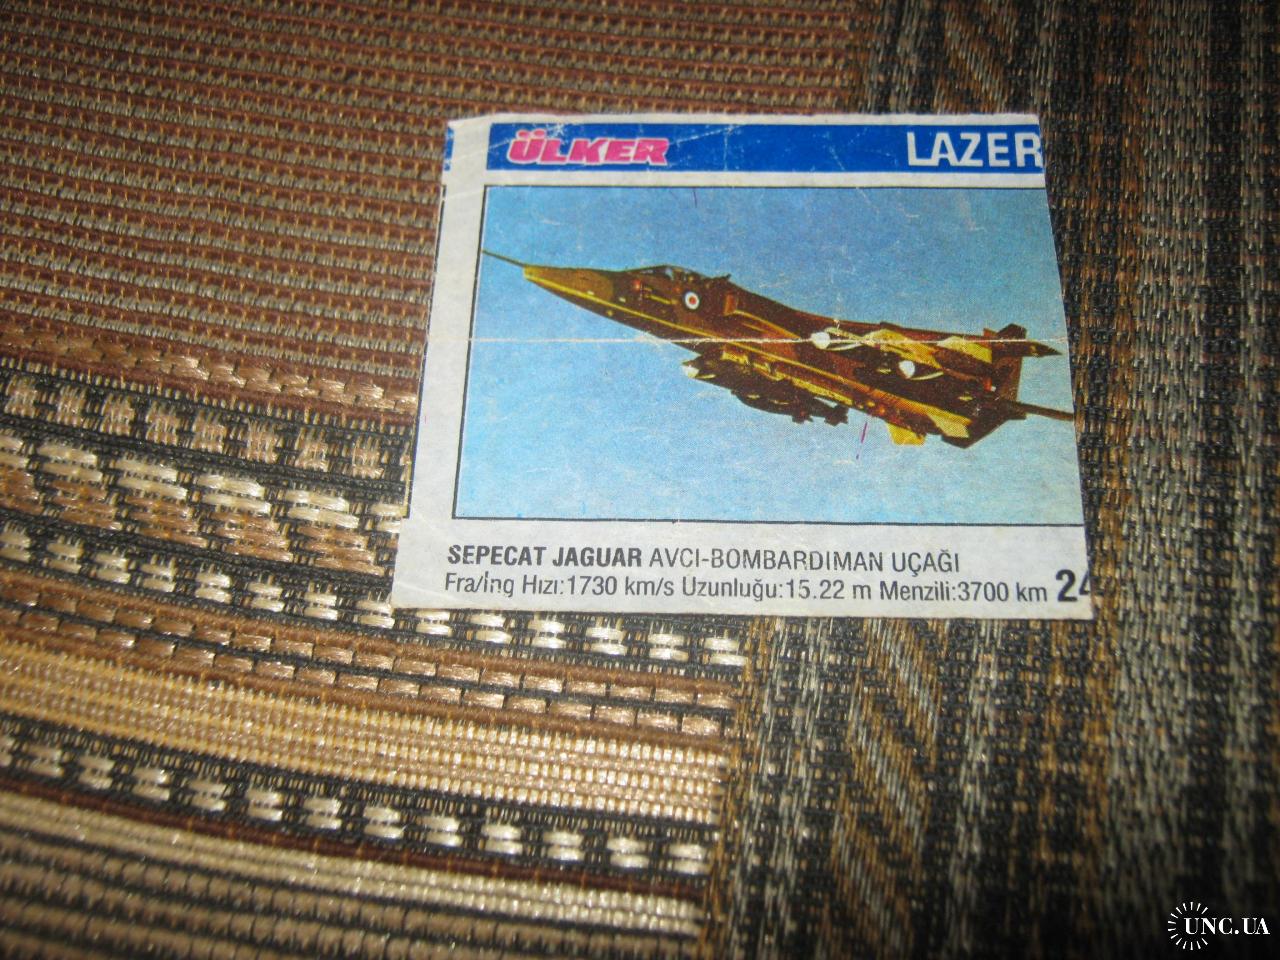 ÜLKER LAZER
SEPECAT JAGUAR AVCI-BOMBARDIMAN UÇAĞI
Fra/İng Hızı:1730 km/s Uzunluğu:15.22 m Menzili:3700 km 24
UNC.UA